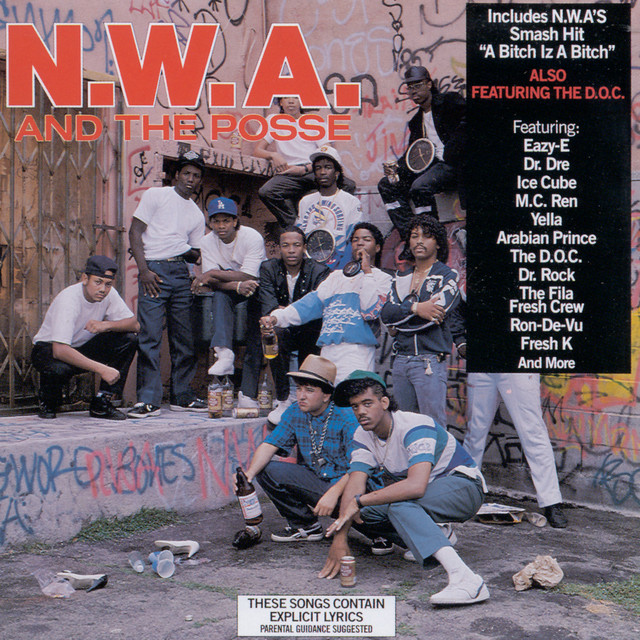 N.W.A.
AND THE POSSE
Includes N.W.A'S
Smash Hit
"A Bitch Iz A Bitch"
ALSO
FEATURING THE D.O.C.
Featuring:
Eazy-E
Dr. Dre
Ice Cube
M.C. Ren
Yella
Arabian Prince
The D.O.C.
Dr. Rock
The Fila
Fresh Crew
Ron-De-Vu
Fresh K
And More
THESE SONGS CONTAIN
EXPLICIT LYRICS
PARENTAL GUIDANCE SUGGESTED